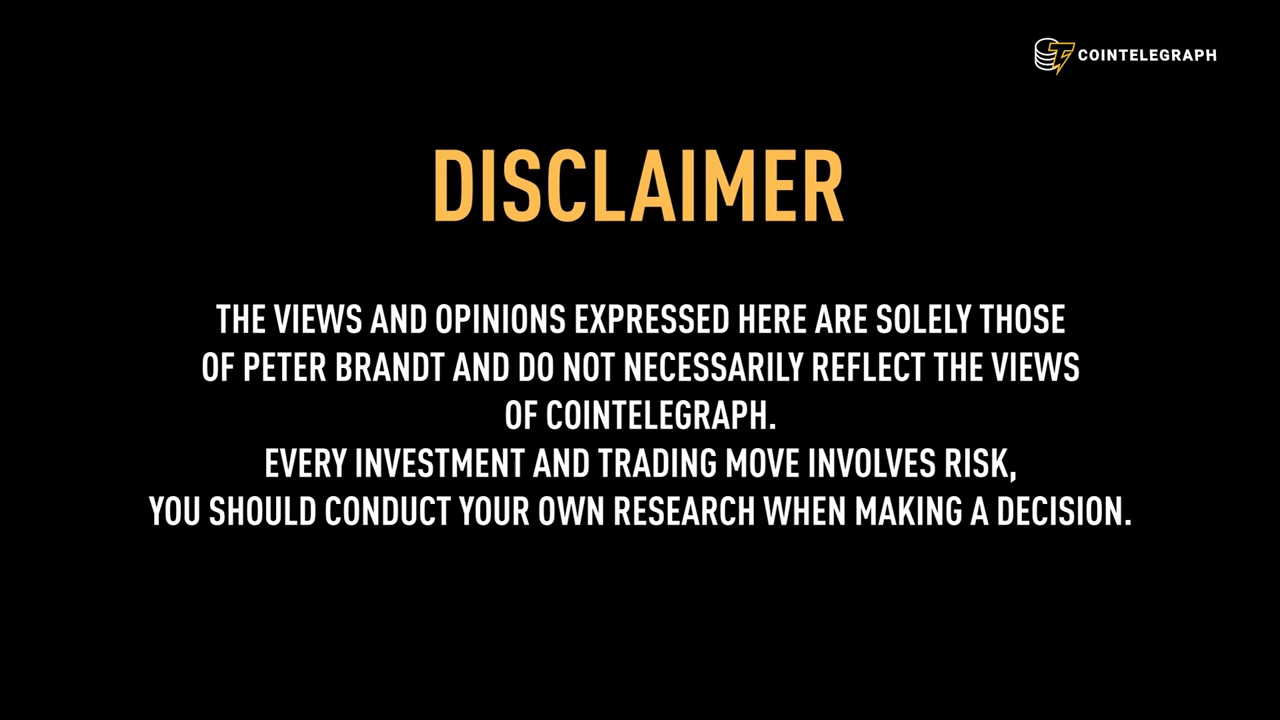 COINTELEGRAPH
DISCLAIMER
THE VIEWS AND OPINIONS EXPRESSED HERE ARE SOLELY THOSE
OF PETER BRANDT AND DO NOT NECESSARILY REFLECT THE VIEWS
OF COINTELEGRAPH.
EVERY INVESTMENT AND TRADING MOVE INVOLVES RISK,
YOU SHOULD CONDUCT YOUR OWN RESEARCH WHEN MAKING A DECISION.